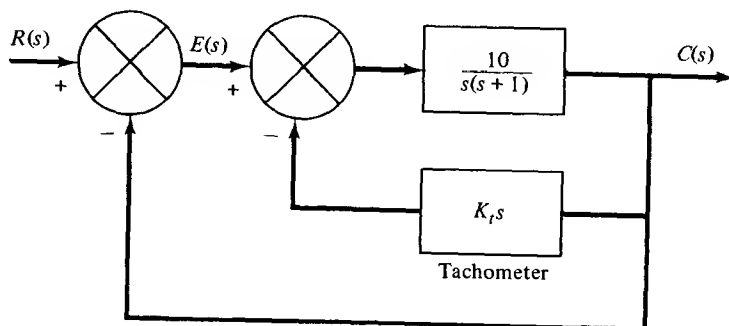 R(s)
E(s)
10
s(s + 1)
C(s)
+
+
−
−
K_t s
Tachometer